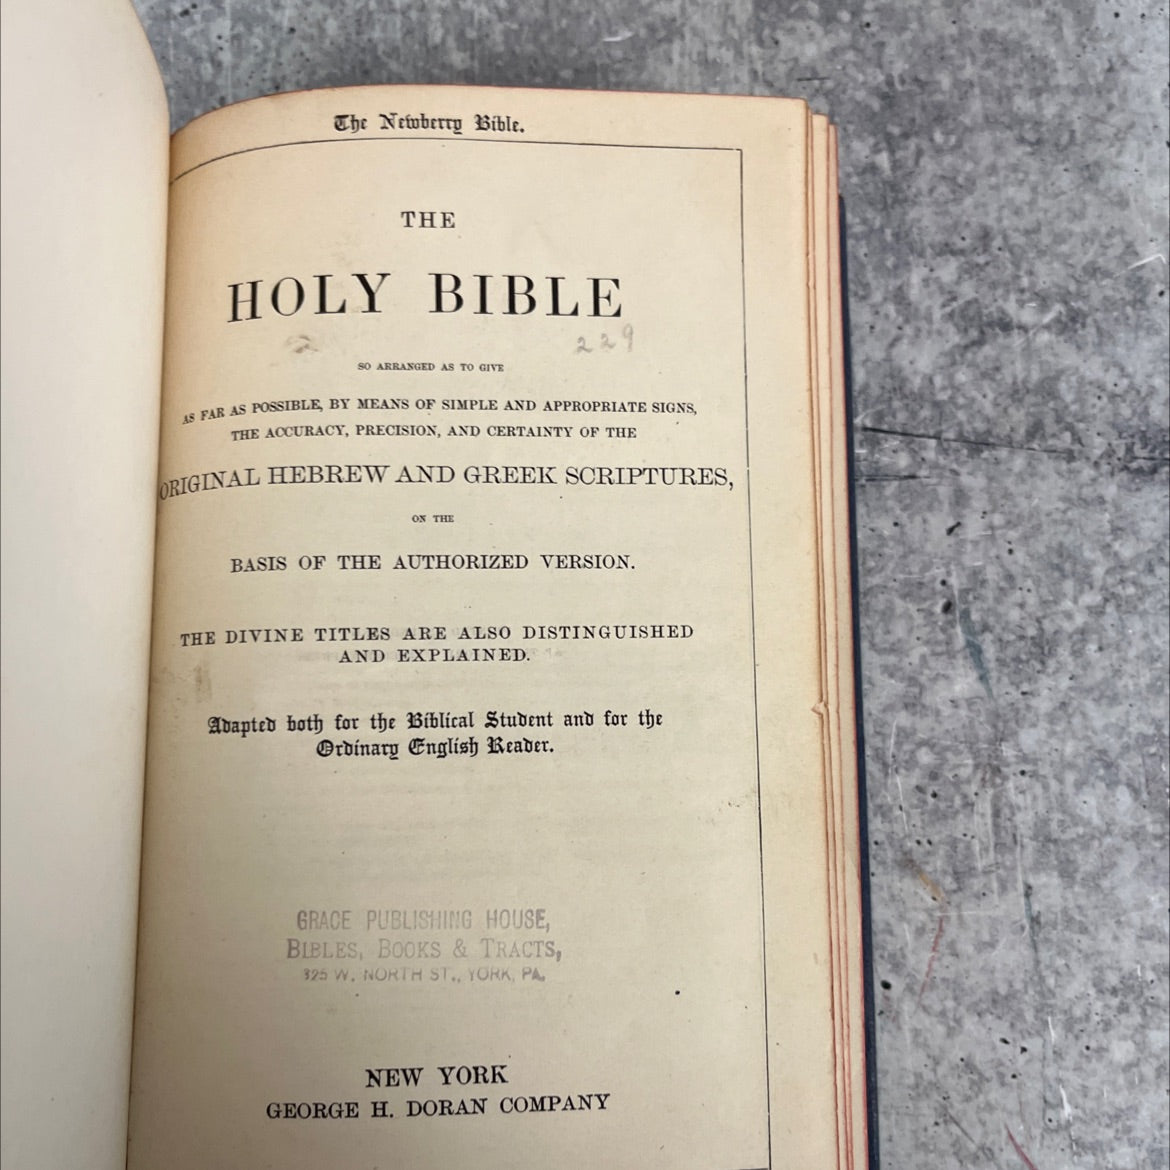 The Newberry Bible.
THE
HOLY BIBLE
229
SO ARRANGED AS TO GIVE
AS FAR AS POSSIBLE, BY MEANS OF SIMPLE AND APPROPRIATE SIGNS,
THE ACCURACY, PRECISION, AND CERTAINTY OF THE
ORIGINAL HEBREW AND GREEK SCRIPTURES,
ON THE
BASIS OF THE AUTHORIZED VERSION.
THE DIVINE TITLES ARE ALSO DISTINGUISHED
AND EXPLAINED.
Adapted both for the Biblical Student and for the
Ordinary English Reader.
GRACE PUBLISHING HOUSE,
BIBLES, BOOKS & TRACTS,
325 W. NORTH ST., YORK, PA.
NEW YORK
GEORGE H. DORAN COMPANY